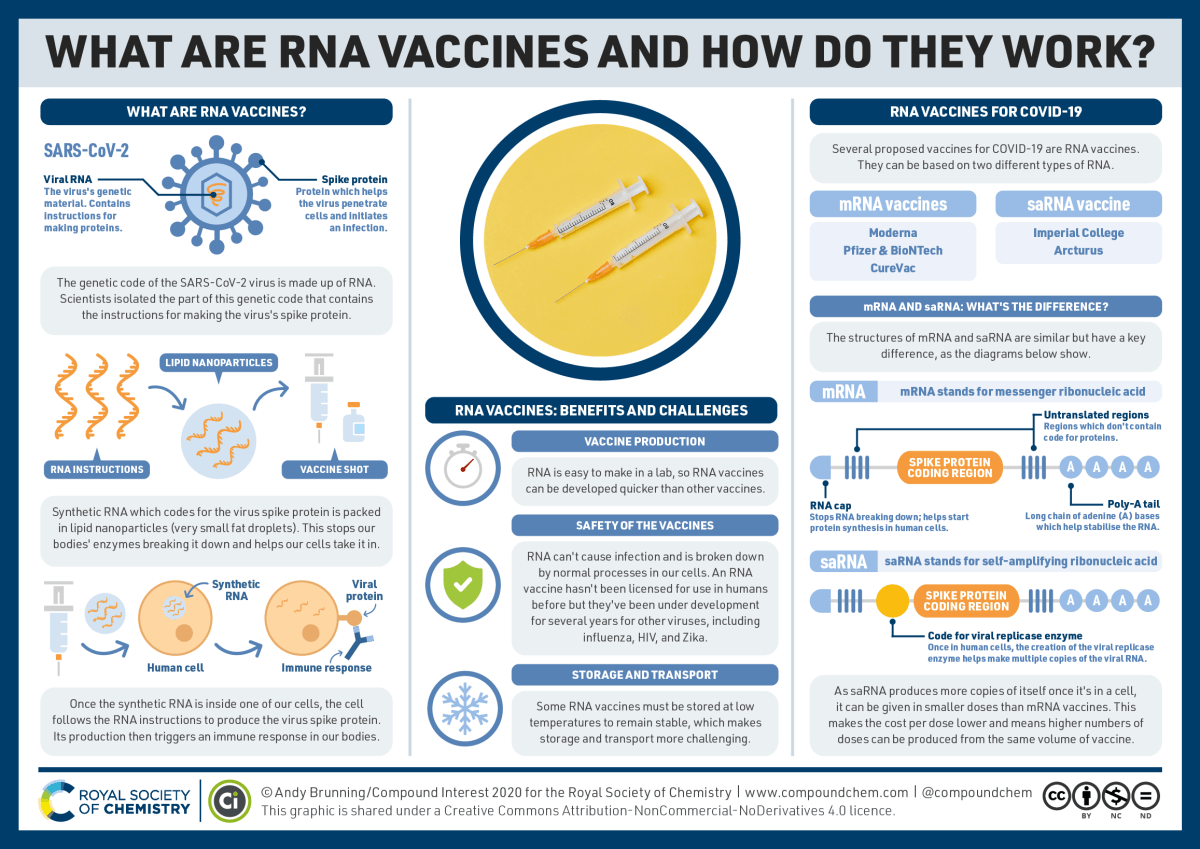 WHAT ARE RNA VACCINES AND HOW DO THEY WORK?
WHAT ARE RNA VACCINES?
SARS-CoV-2
Viral RNA
The virus's genetic
material. Contains
instructions for
making proteins.
Spike protein
Protein which helps
the virus penetrate
cells and initiates
an infection.
The genetic code of the SARS-CoV-2 virus is made up of RNA.
Scientists isolated the part of this genetic code that contains
the instructions for making the virus's spike protein.
LIPID NANOPARTICLES
RNA INSTRUCTIONS
VACCINE SHOT
Synthetic RNA which codes for the virus spike protein is packed
in lipid nanoparticles (very small fat droplets). This stops our
bodies' enzymes breaking it down and helps our cells take it in.
Synthetic
RNA
Viral
protein
Human cell
Immune response
Once the synthetic RNA is inside one of our cells, the cell
follows the RNA instructions to produce the virus spike protein.
Its production then triggers an immune response in our bodies.
RNA VACCINES: BENEFITS AND CHALLENGES
VACCINE PRODUCTION
RNA is easy to make in a lab, so RNA vaccines
can be developed quicker than other vaccines.
SAFETY OF THE VACCINES
RNA can't cause infection and is broken down
by normal processes in our cells. An RNA
vaccine hasn't been licensed for use in humans
before but they've been under development
for several years for other viruses, including
influenza, HIV, and Zika.
STORAGE AND TRANSPORT
Some RNA vaccines must be stored at low
temperatures to remain stable, which makes
storage and transport more challenging.
RNA VACCINES FOR COVID-19
Several proposed vaccines for COVID-19 are RNA vaccines.
They can be based on two different types of RNA.
mRNA vaccines
Moderna
Pfizer & BioNTech
CureVac
saRNA vaccine
Imperial College
Arcturus
mRNA AND saRNA: WHAT'S THE DIFFERENCE?
The structures of mRNA and saRNA are similar but have a key
difference, as the diagrams below show.
mRNA
mRNA stands for messenger ribonucleic acid
Untranslated regions
Regions which don't contain
code for proteins.
SPIKE PROTEIN
CODING REGION
A A A A
RNA cap
Stops RNA breaking down; helps start
protein synthesis in human cells.
Poly-A tail
Long chain of adenine (A) bases
which help stabilise the RNA.
saRNA
saRNA stands for self-amplifying ribonucleic acid
SPIKE PROTEIN
CODING REGION
A A A A
Code for viral replicase enzyme
Once in human cells, the creation of the viral replicase
enzyme helps make multiple copies of the viral RNA.
As saRNA produces more copies of itself once it's in a cell,
it can be given in smaller doses than mRNA vaccines. This
makes the cost per dose lower and means higher numbers of
doses can be produced from the same volume of vaccine.
ROYAL SOCIETY
OF CHEMISTRY
Ci
© Andy Brunning/Compound Interest 2020 for the Royal Society of Chemistry | www.compoundchem.com | @compoundchem
This graphic is shared under a Creative Commons Attribution-NonCommercial-NoDerivatives 4.0 licence.
cc
BY NC ND